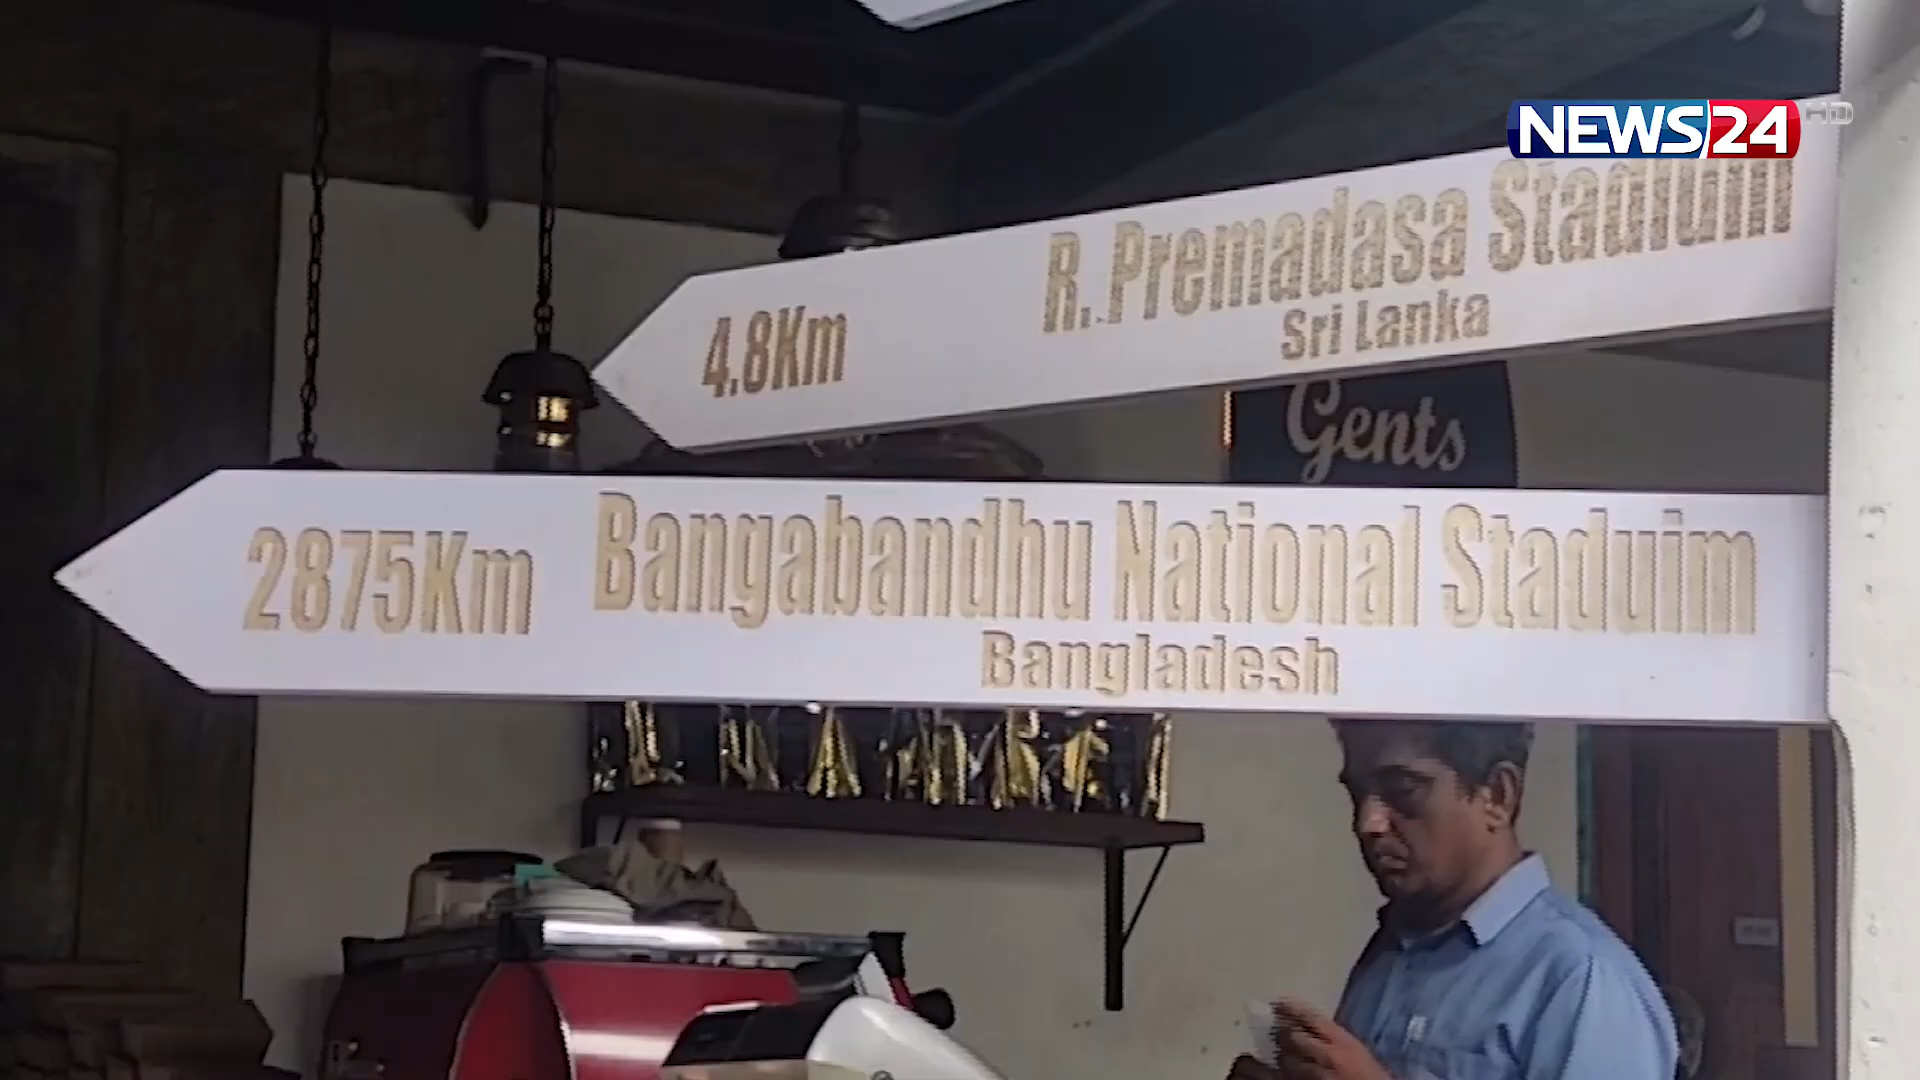 NEWS24 HD
R. Premadasa Stadium
4.8Km
Sri Lanka
Gents
2875Km Bangabandhu National Staduim
Bangladesh